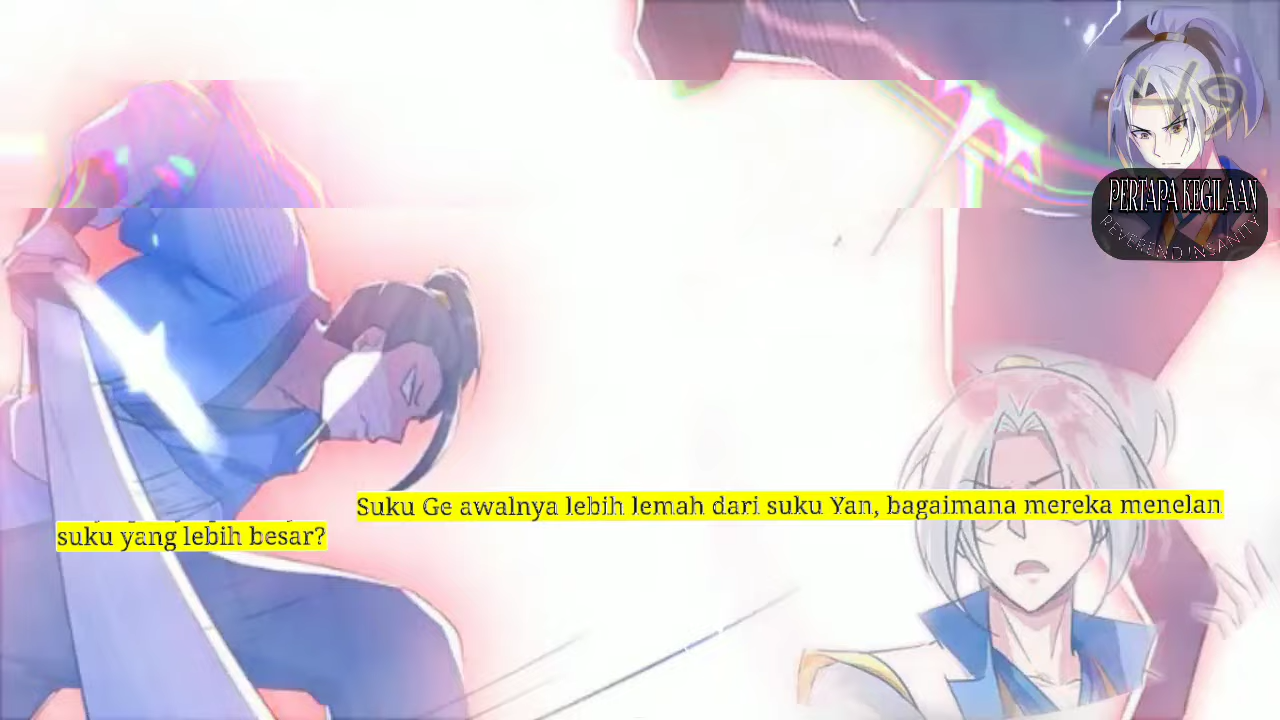 PERTAPA KEGILAAN
REVEREND INSANITY
Suku Ge awalnya lebih lemah dari suku Yan, bagaimana mereka menelan
suku yang lebih besar?